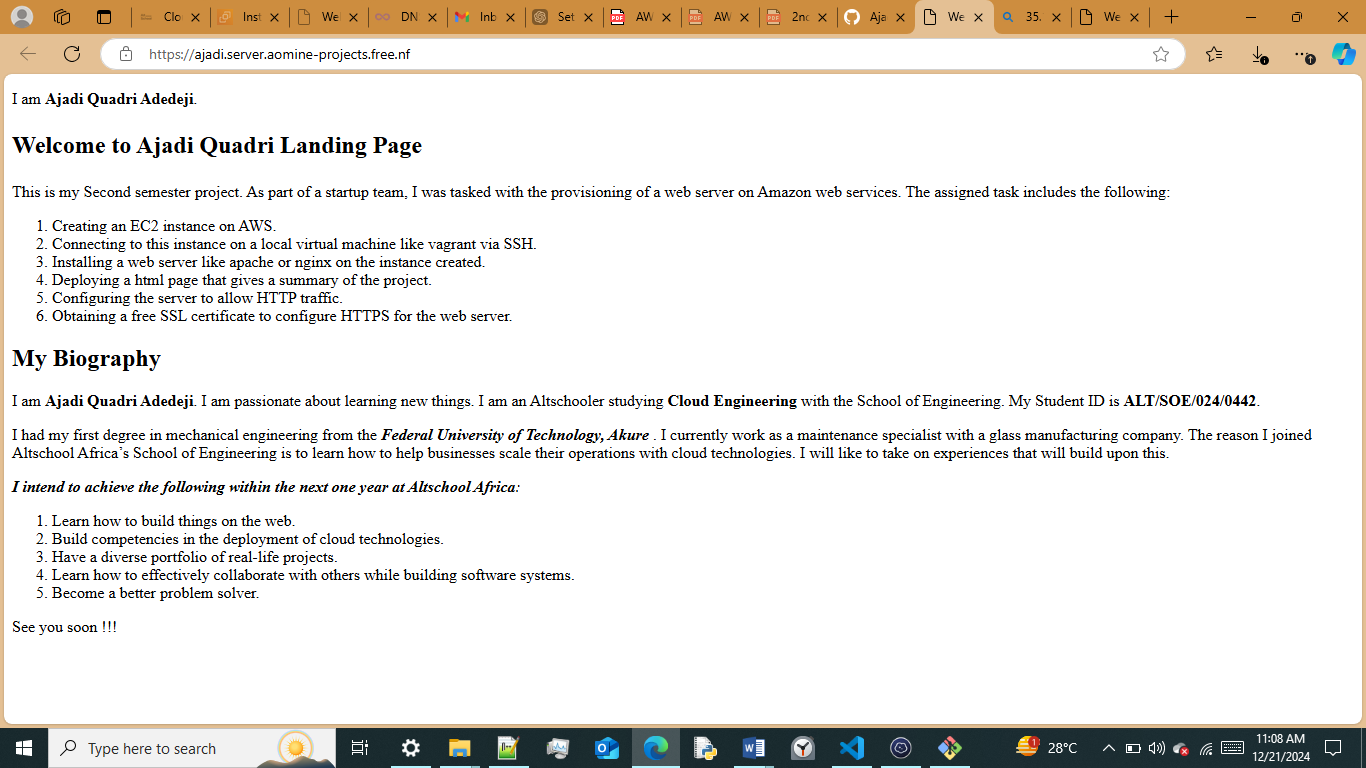 Clo
Inst
Wel
DN
Inb
Set
AW
AW
2nc
Aja
We
35.
We
https://ajadi.server.aomine-projects.free.nf
I am Ajadi Quadri Adedeji.
Welcome to Ajadi Quadri Landing Page
This is my Second semester project. As part of a startup team, I was tasked with the provisioning of a web server on Amazon web services. The assigned task includes the following:
1. Creating an EC2 instance on AWS.
2. Connecting to this instance on a local virtual machine like vagrant via SSH.
3. Installing a web server like apache or nginx on the instance created.
4. Deploying a html page that gives a summary of the project.
5. Configuring the server to allow HTTP traffic.
6. Obtaining a free SSL certificate to configure HTTPS for the web server.
My Biography
I am Ajadi Quadri Adedeji. I am passionate about learning new things. I am an Altschooler studying Cloud Engineering with the School of Engineering. My Student ID is ALT/SOE/024/0442.
I had my first degree in mechanical engineering from the Federal University of Technology, Akure . I currently work as a maintenance specialist with a glass manufacturing company. The reason I joined
Altschool Africa’s School of Engineering is to learn how to help businesses scale their operations with cloud technologies. I will like to take on experiences that will build upon this.
I intend to achieve the following within the next one year at Altschool Africa:
1. Learn how to build things on the web.
2. Build competencies in the deployment of cloud technologies.
3. Have a diverse portfolio of real-life projects.
4. Learn how to effectively collaborate with others while building software systems.
5. Become a better problem solver.
See you soon !!!
Type here to search
28°C
11:08 AM
12/21/2024